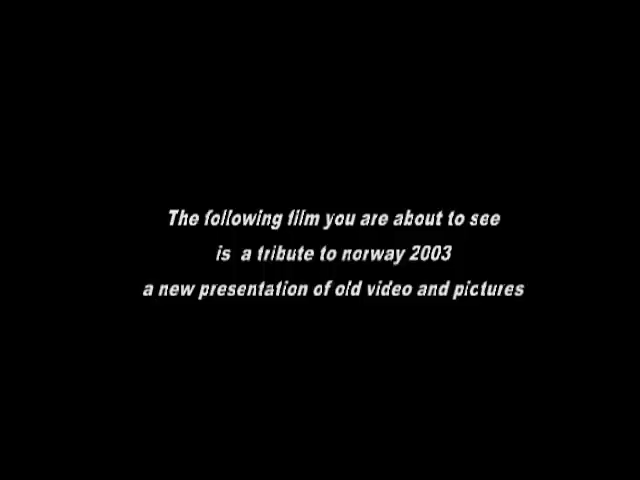 The following film you are about to see
is a tribute to norway 2003
a new presentation of old video and pictures